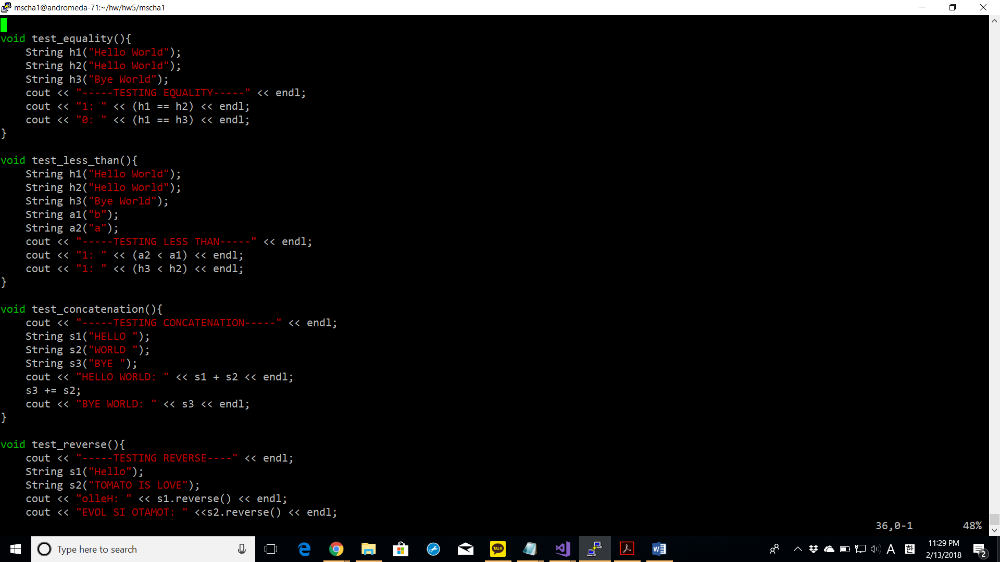 mscha1@andromeda-71:~/hw/hw5/mscha1
void test_equality(){
    String h1("Hello World");
    String h2("Hello World");
    String h3("Bye World");
    cout << "-----TESTING EQUALITY-----" << endl;
    cout << "1: " << (h1 == h2) << endl;
    cout << "0: " << (h1 == h3) << endl;
}
void test_less_than(){
    String h1("Hello World");
    String h2("Hello World");
    String h3("Bye World");
    String a1("b");
    String a2("a");
    cout << "-----TESTING LESS THAN-----" << endl;
    cout << "1: " << (a2 < a1) << endl;
    cout << "1: " << (h3 < h2) << endl;
}
void test_concatenation(){
    cout << "-----TESTING CONCATENATION-----" << endl;
    String s1("HELLO ");
    String s2("WORLD ");
    String s3("BYE ");
    cout << "HELLO WORLD: " << s1 + s2 << endl;
    s3 += s2;
    cout << "BYE WORLD: " << s3 << endl;
}
void test_reverse(){
    cout << "-----TESTING REVERSE----" << endl;
    String s1("Hello");
    String s2("TOMATO IS LOVE");
    cout << "olleH: " << s1.reverse() << endl;
    cout << "EVOL SI OTAMOT: " <<s2.reverse() << endl;
36,0-1 48%
Type here to search
TALK
A 한
11:29 PM
2/13/2018
2